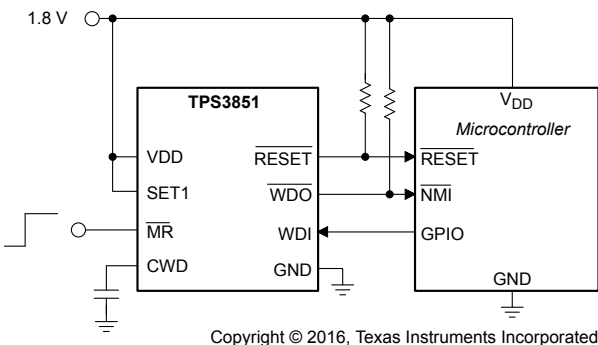 1.8 V
TPS3851
VDD
SET1
MR
CWD
RESET
WDO
WDI
GND
VDD
Microcontroller
RESET
NMI
GPIO
GND
Copyright © 2016, Texas Instruments Incorporated